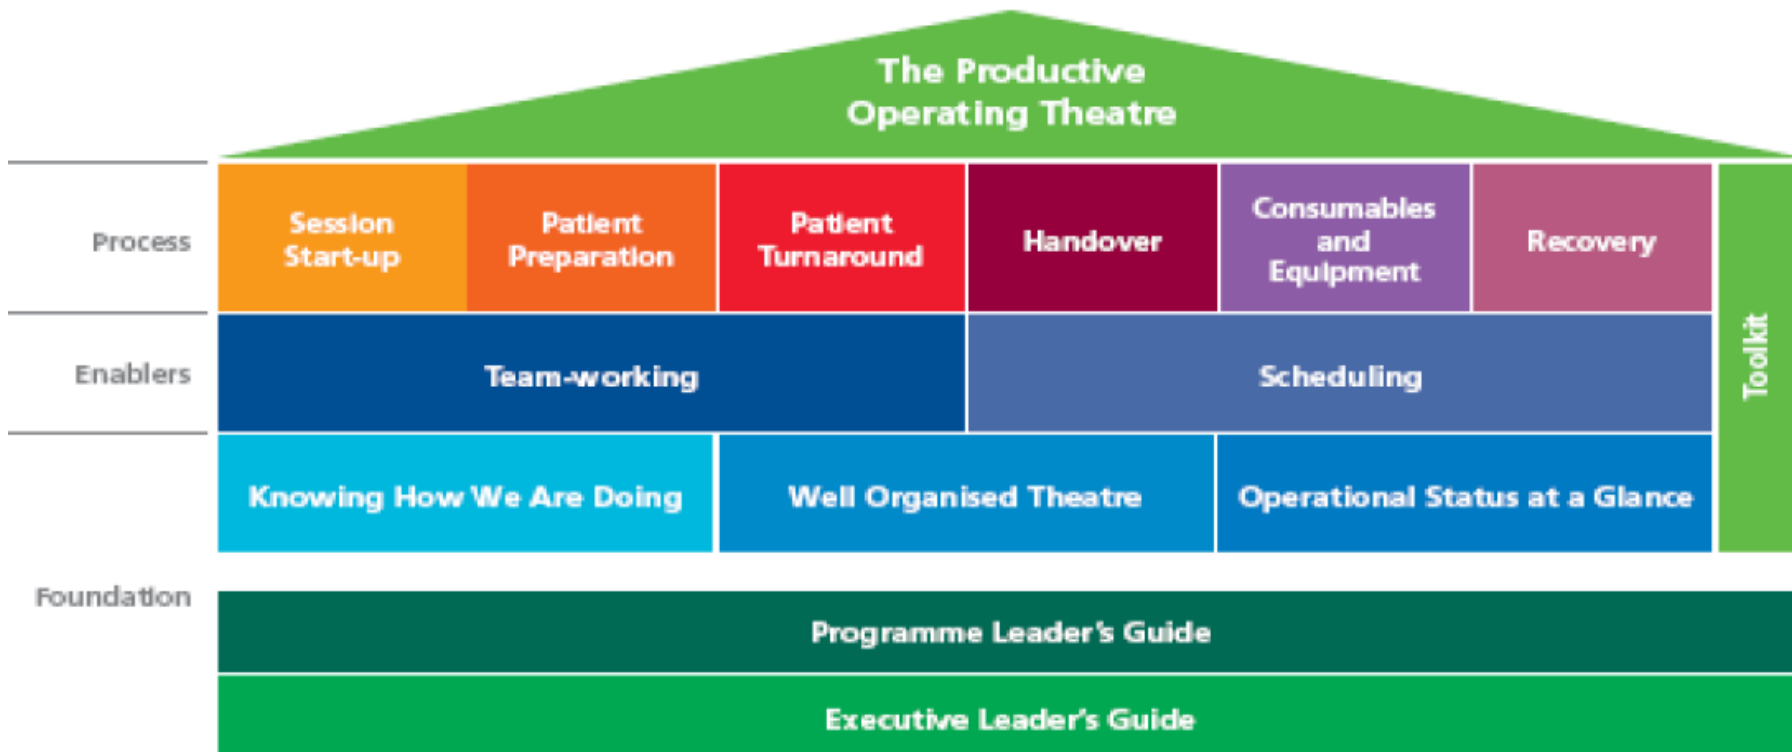 The Productive
Operating Theatre
Process
Session
Start-up
Patient
Preparation
Patient
Turnaround
Handover
Consumables
and
Equipment
Recovery
Toolkit
Enablers
Team-working
Scheduling
Knowing How We Are Doing
Well Organised Theatre
Operational Status at a Glance
Foundation
Programme Leader's Guide
Executive Leader's Guide